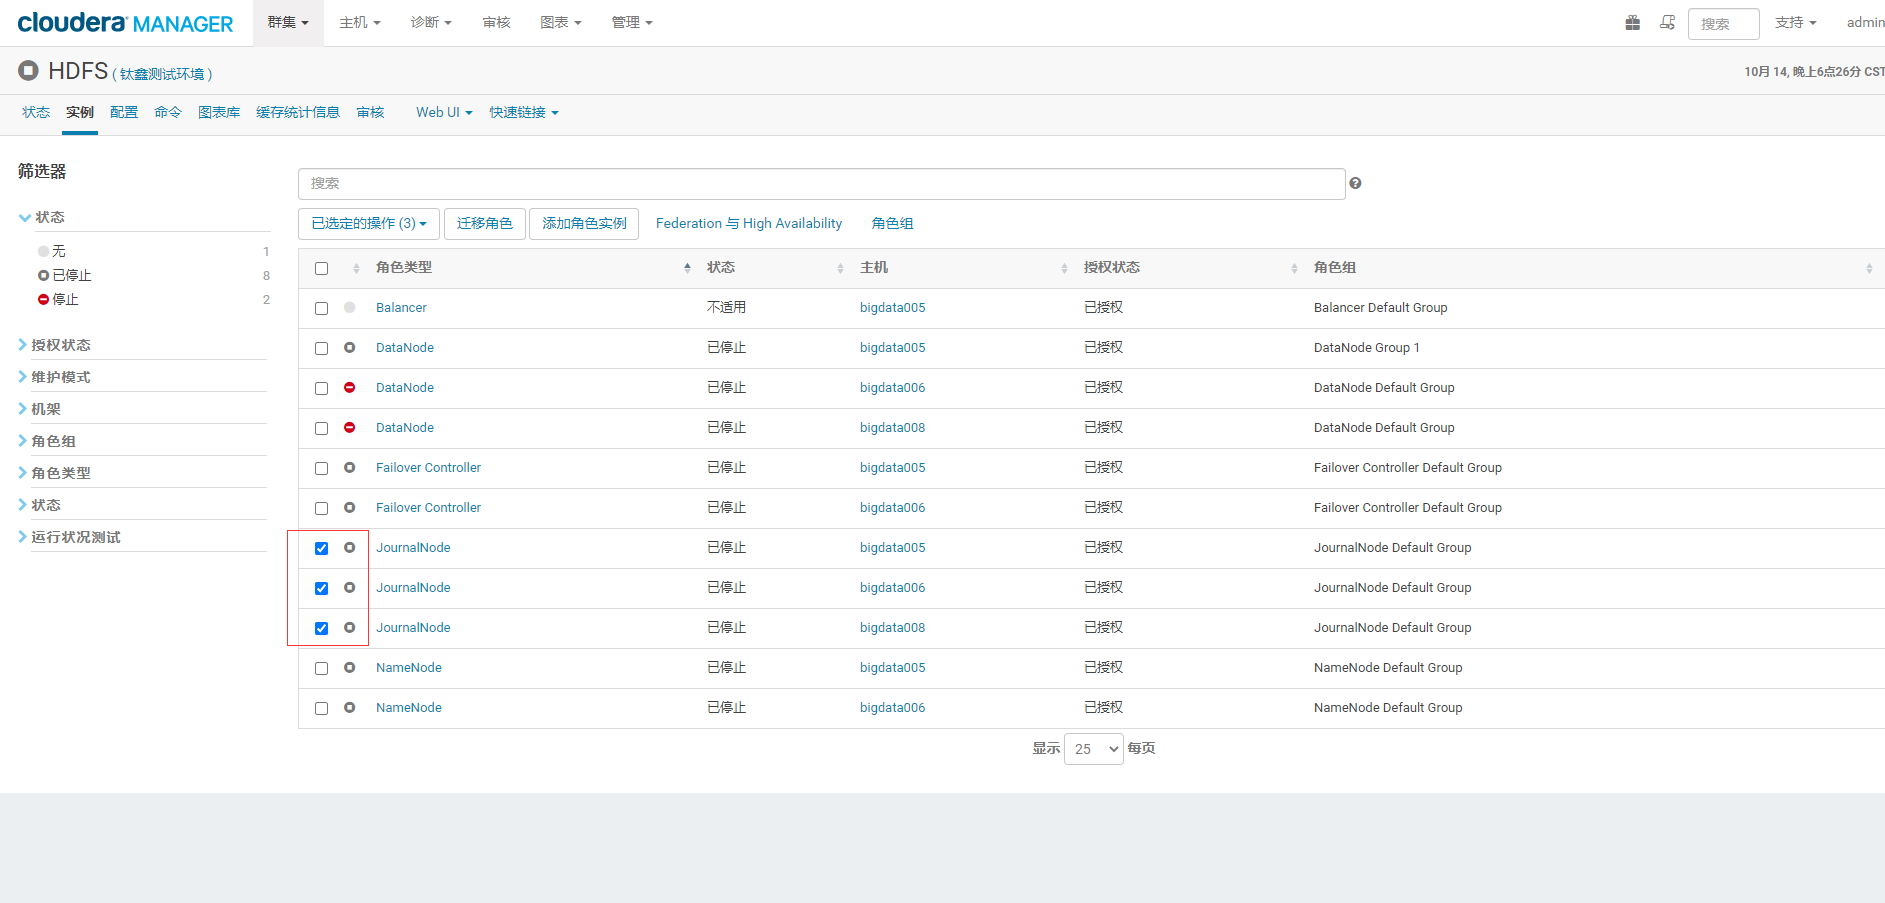 cloudera MANAGER 群集 主机 诊断 审核 图表 管理 搜索 支持 admin
HDFS ( 钛鑫测试环境 ) 10月 14, 晚上6点26分 CST
状态 实例 配置 命令 图表库 缓存统计信息 审核 Web UI 快速链接
筛选器
状态
无 1
已停止 8
停止 2
授权状态
维护模式
机架
角色组
角色类型
状态
运行状况测试
搜索
已选定的操作 (3) 迁移角色 添加角色实例 Federation 与 High Availability 角色组
角色类型 状态 主机 授权状态 角色组
Balancer 不适用 bigdata005 已授权 Balancer Default Group
DataNode 已停止 bigdata005 已授权 DataNode Group 1
DataNode 已停止 bigdata006 已授权 DataNode Default Group
DataNode 已停止 bigdata008 已授权 DataNode Default Group
Failover Controller 已停止 bigdata005 已授权 Failover Controller Default Group
Failover Controller 已停止 bigdata006 已授权 Failover Controller Default Group
JournalNode 已停止 bigdata005 已授权 JournalNode Default Group
JournalNode 已停止 bigdata006 已授权 JournalNode Default Group
JournalNode 已停止 bigdata008 已授权 JournalNode Default Group
NameNode 已停止 bigdata005 已授权 NameNode Default Group
NameNode 已停止 bigdata006 已授权 NameNode Default Group
显示 25 每页